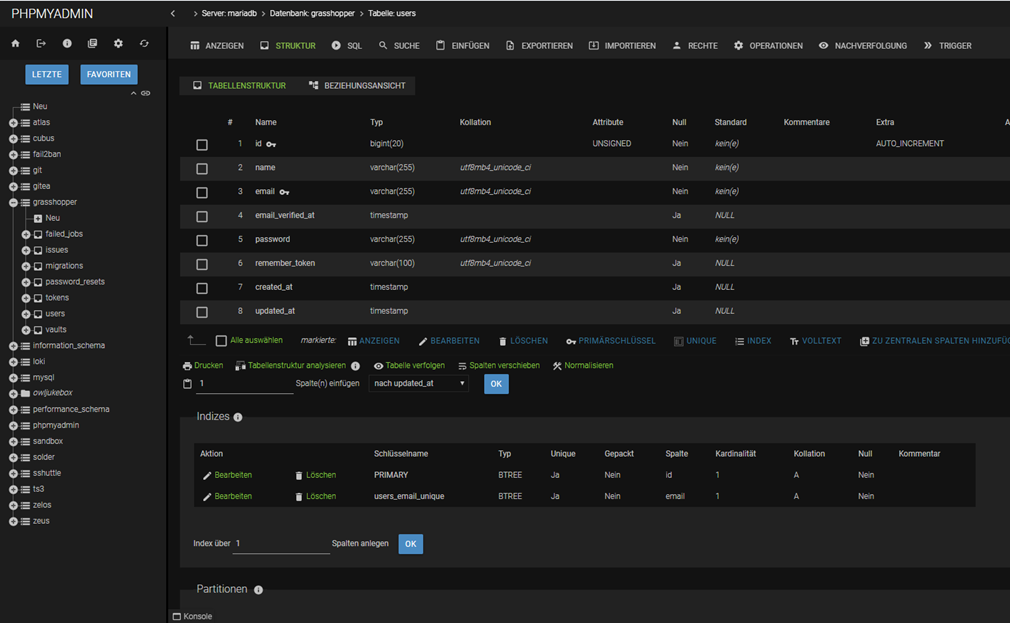 PHPMYADMIN
Server: mariadb > Datenbank: grasshopper > Tabelle: users
ANZEIGEN STRUKTUR SQL SUCHE EINFÜGEN EXPORTIEREN IMPORTIEREN RECHTE OPERATIONEN NACHVERFOLGUNG TRIGGER
LETZTE FAVORITEN
Neu
atlas
cubus
fail2ban
git
gitea
grasshopper
Neu
failed_jobs
issues
migrations
password_resets
tokens
users
vaults
information_schema
loki
mysql
owljukebox
performance_schema
phpmyadmin
sandbox
solder
sshuttle
ts3
zelos
zeus
TABELLENSTRUKTUR BEZIEHUNGSANSICHT
# Name Typ Kollation Attribute Null Standard Kommentare Extra A
1 id bigint(20) UNSIGNED Nein kein(e) AUTO_INCREMENT
2 name varchar(255) utf8mb4_unicode_ci Nein kein(e)
3 email varchar(255) utf8mb4_unicode_ci Nein kein(e)
4 email_verified_at timestamp Ja NULL
5 password varchar(255) utf8mb4_unicode_ci Nein kein(e)
6 remember_token varchar(100) utf8mb4_unicode_ci Ja NULL
7 created_at timestamp Ja NULL
8 updated_at timestamp Ja NULL
Alle auswählen markierte: ANZEIGEN BEARBEITEN LÖSCHEN PRIMÄRSCHLÜSSEL UNIQUE INDEX VOLLTEXT ZU ZENTRALEN SPALTEN HINZUFÜG
Drucken Tabellenstruktur analysieren Tabelle verfolgen Spalten verschieben Normalisieren
1 Spalte(n) einfügen nach updated_at OK
Indizes
Aktion Schlüsselname Typ Unique Gepackt Spalte Kardinalität Kollation Null Kommentar
Bearbeiten Löschen PRIMARY BTREE Ja Nein id 1 A Nein
Bearbeiten Löschen users_email_unique BTREE Ja Nein email 1 A Nein
Index über 1 Spalten anlegen OK
Partitionen
Konsole